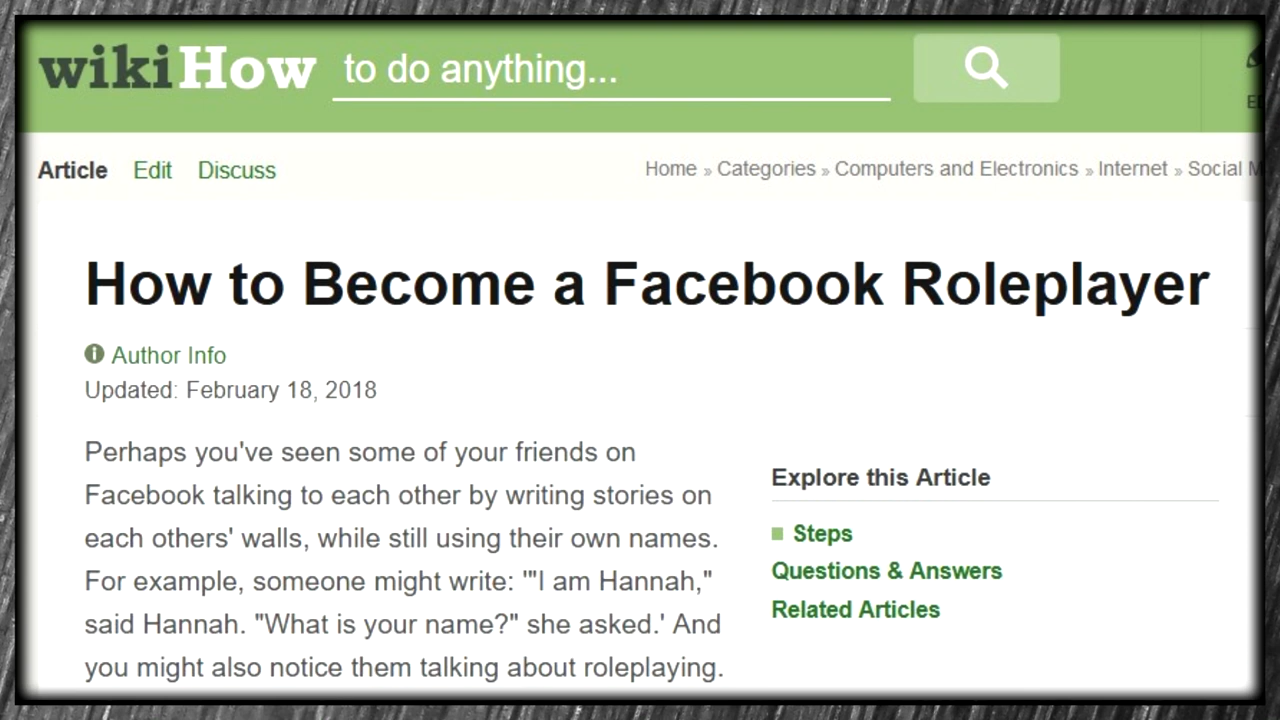 wikiHow to do anything...
Article Edit Discuss
Home » Categories » Computers and Electronics » Internet » Social
How to Become a Facebook Roleplayer
Author Info
Updated: February 18, 2018
Perhaps you've seen some of your friends on
Facebook talking to each other by writing stories on
each others' walls, while still using their own names.
For example, someone might write: '"I am Hannah,"
said Hannah. "What is your name?" she asked.' And
you might also notice them talking about roleplaying.
Explore this Article
Steps
Questions & Answers
Related Articles